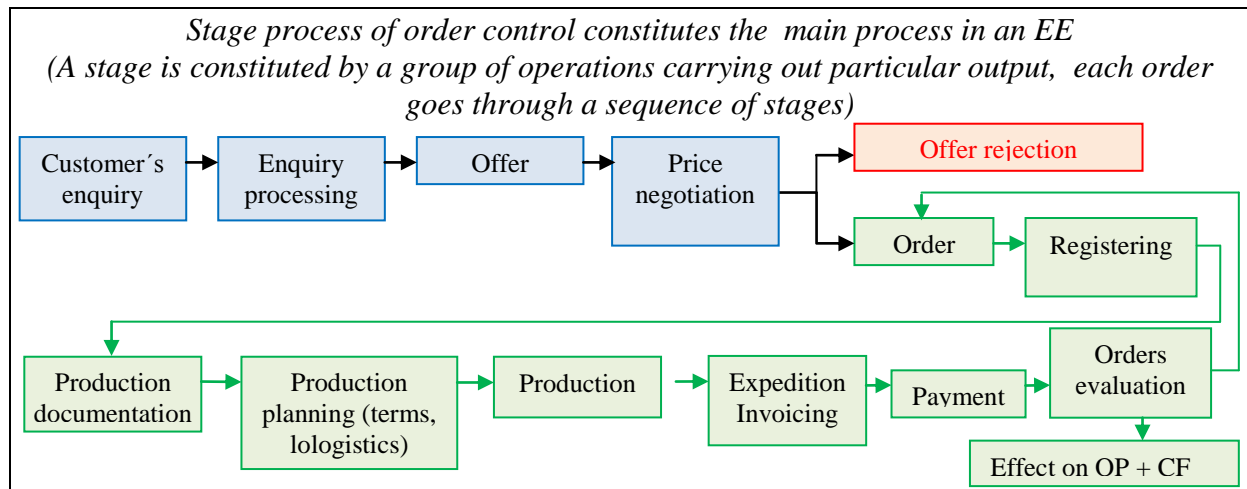 Stage process of order control constitutes the main process in an EE
(A stage is constituted by a group of operations carrying out particular output, each order
goes through a sequence of stages)
Customer´s
enquiry
Enquiry
processing
Offer
Price
negotiation
Offer rejection
Order
Registering
Production
documentation
Production
planning (terms,
lologistics)
Production
Expedition
Invoicing
Payment
Orders
evaluation
Effect on OP + CF